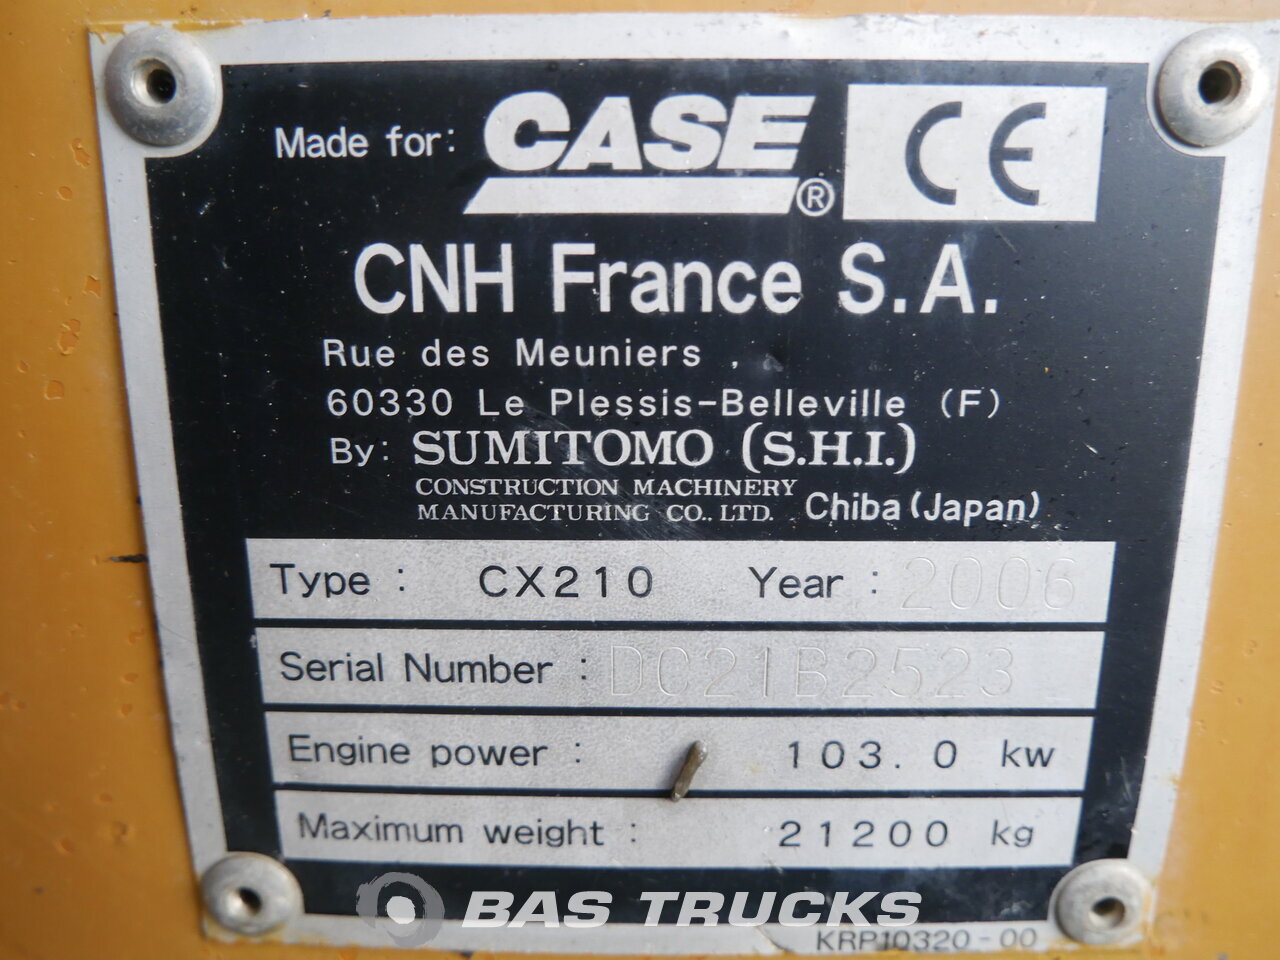 Made for: CASE ® CE
CNH France S.A.
Rue des Meuniers ,
60330 Le Plessis-Belleville (F)
By: SUMITOMO (S.H.I.)
CONSTRUCTION MACHINERY
MANUFACTURING CO., LTD. Chiba (Japan)
Type : CX210 Year : 2006
Serial Number : DC21B2523
Engine power : 103.0 kw
Maximum weight : 21200 kg
BAS TRUCKS
KRP10320-00